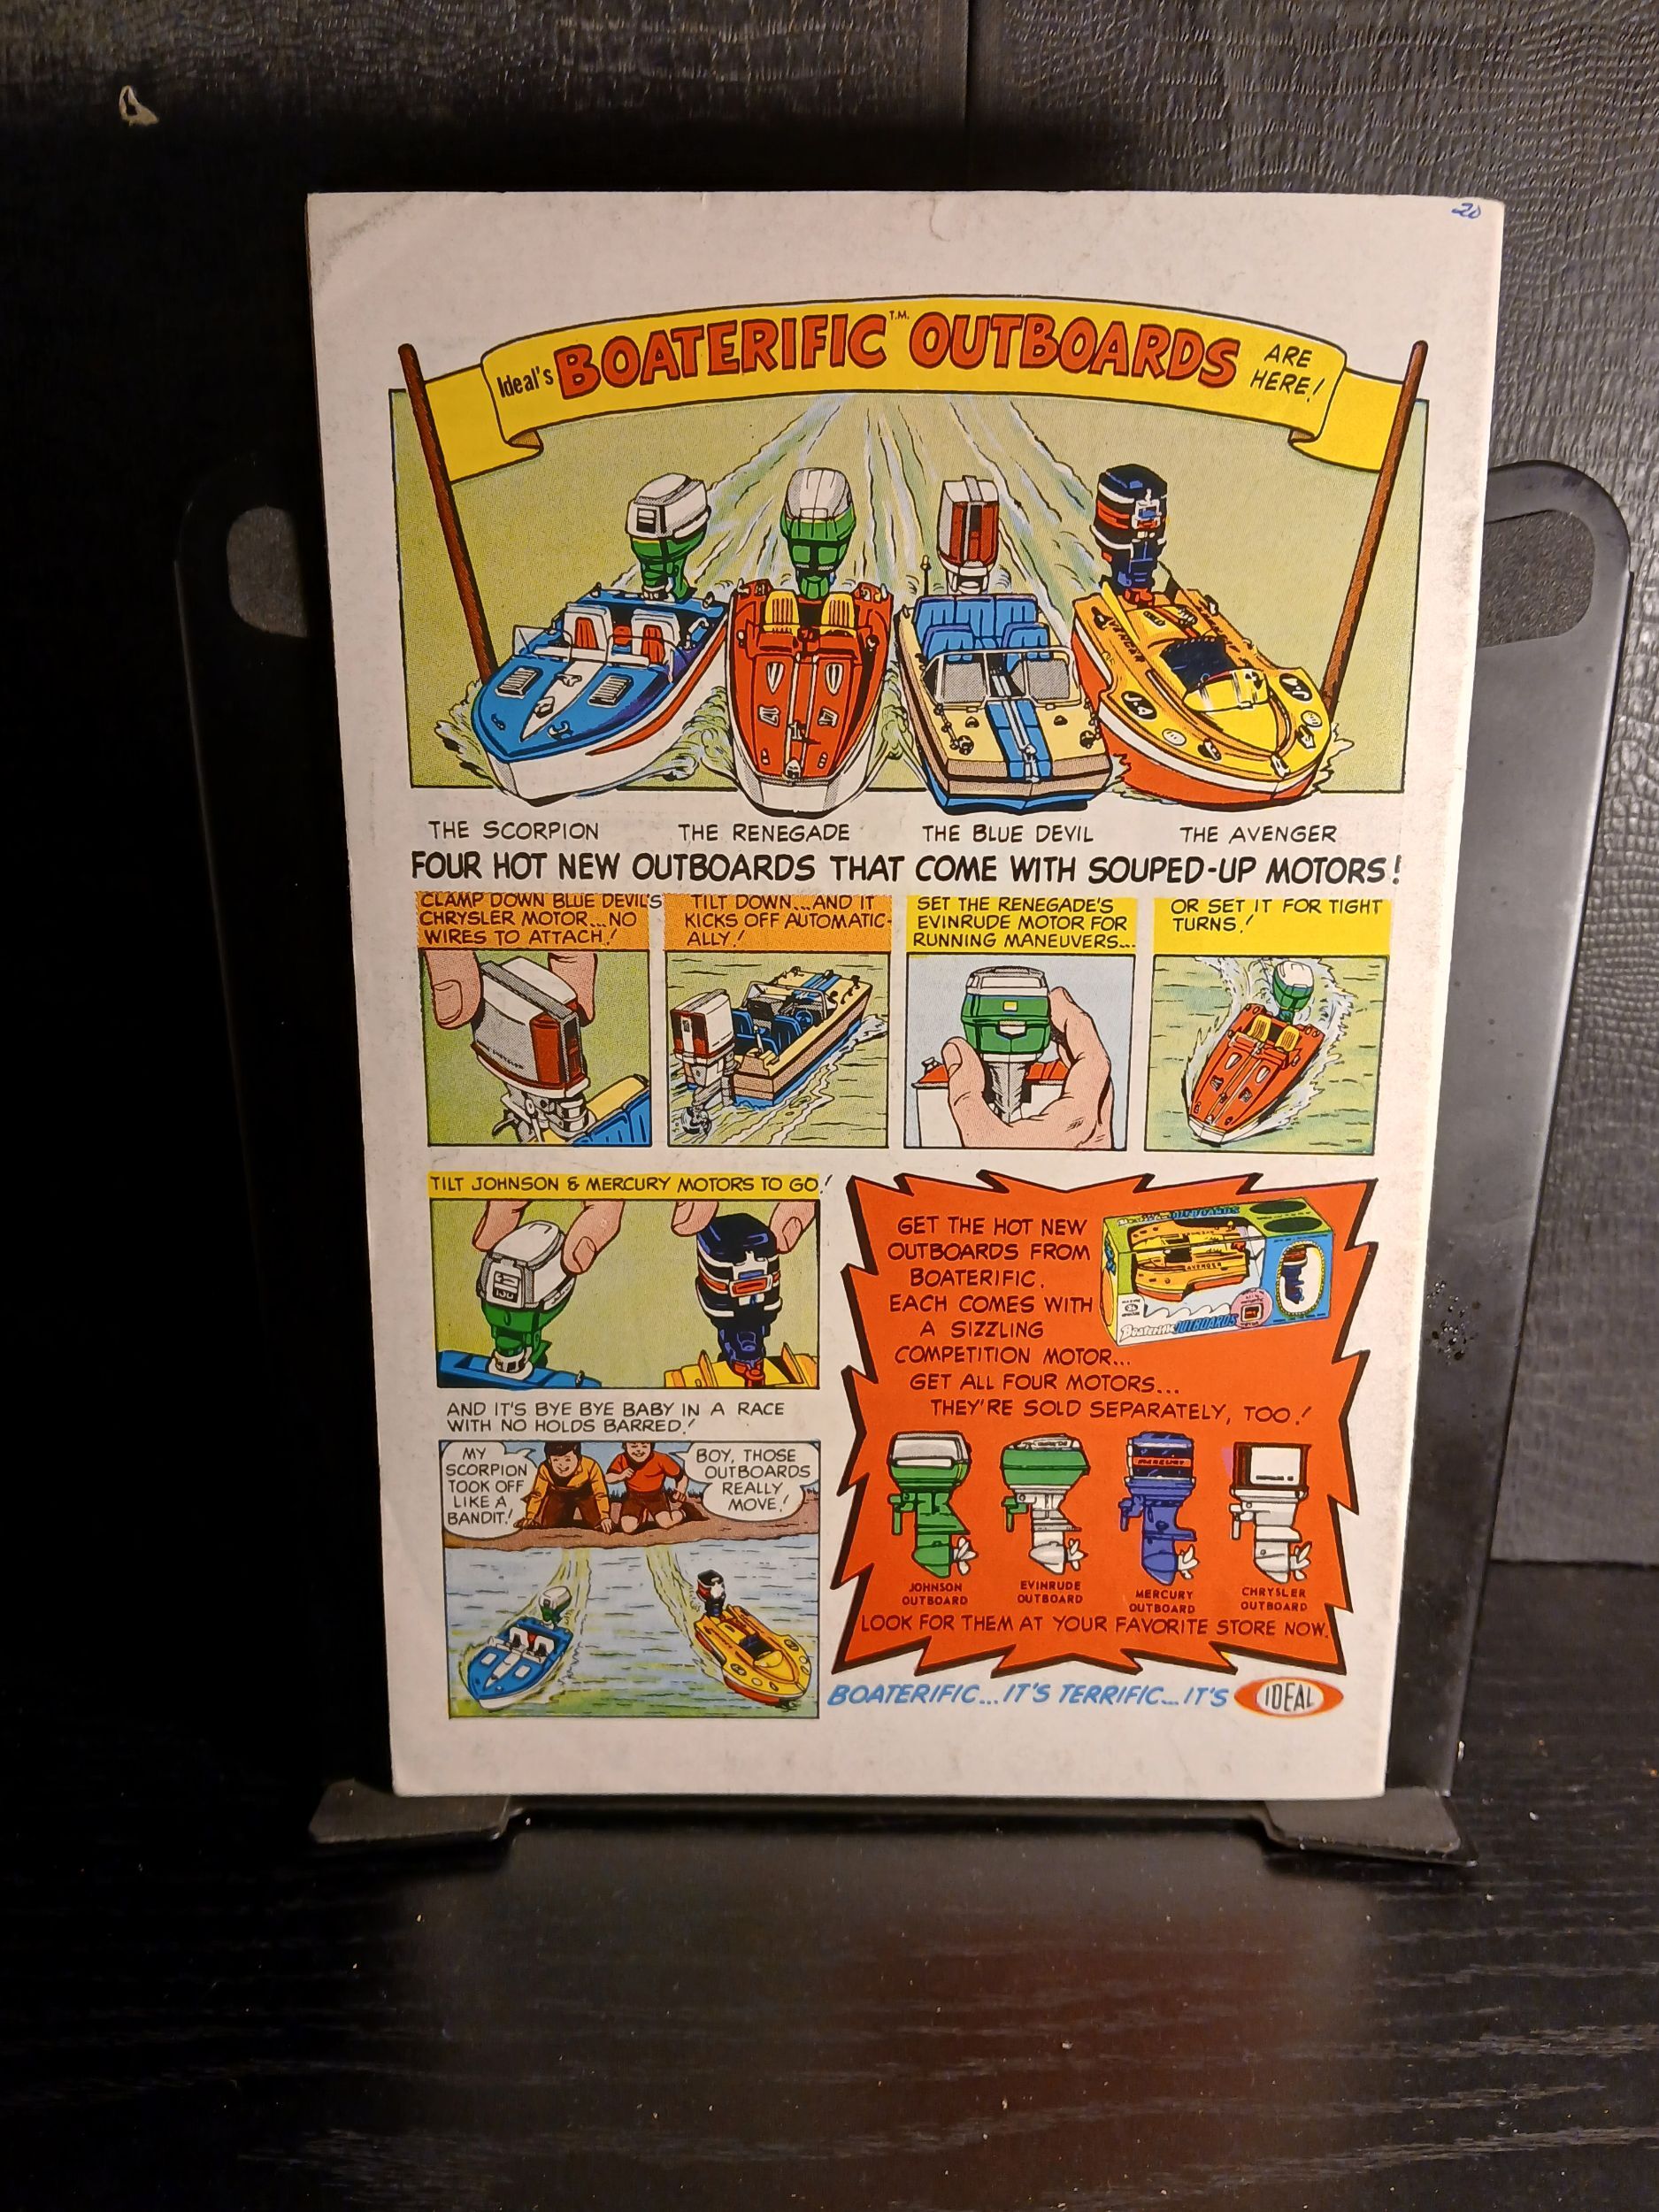 20
Ideal's BOATERIFIC T.M. OUTBOARDS ARE HERE!
THE SCORPION
THE RENEGADE
THE BLUE DEVIL
THE AVENGER
FOUR HOT NEW OUTBOARDS THAT COME WITH SOUPED-UP MOTORS!
CLAMP DOWN BLUE DEVIL'S
CHRYSLER MOTOR...NO
WIRES TO ATTACH!
TILT DOWN...AND IT
KICKS OFF AUTOMATIC-
ALLY!
SET THE RENEGADE'S
EVINRUDE MOTOR FOR
RUNNING MANEUVERS...
OR SET IT FOR TIGHT
TURNS!
TILT JOHNSON & MERCURY MOTORS TO GO!
AND IT'S BYE BYE BABY IN A RACE
WITH NO HOLDS BARRED!
MY
SCORPION
TOOK OFF
LIKE A
BANDIT!
BOY, THOSE
OUTBOARDS
REALLY
MOVE!
GET THE HOT NEW
OUTBOARDS FROM
BOATERIFIC.
EACH COMES WITH
A SIZZLING
COMPETITION MOTOR...
GET ALL FOUR MOTORS...
THEY'RE SOLD SEPARATELY, TOO!
AVENGER
Boaterific OUTBOARDS
MERCURY
JOHNSON
OUTBOARD
EVINRUDE
OUTBOARD
MERCURY
OUTBOARD
CHRYSLER
OUTBOARD
LOOK FOR THEM AT YOUR FAVORITE STORE NOW.
BOATERIFIC...IT'S TERRIFIC...IT'S IDEAL